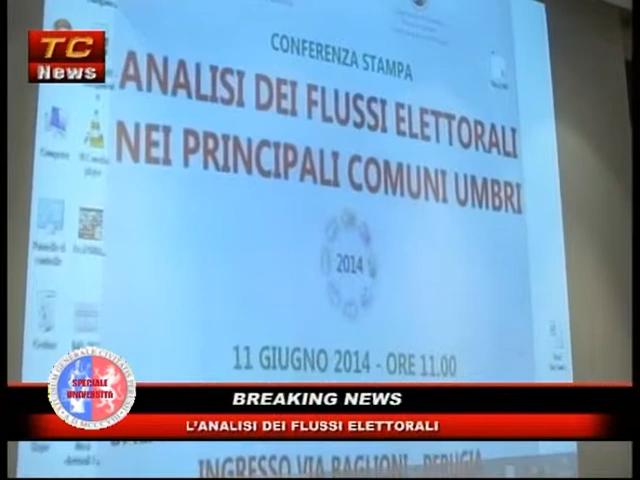 TC
News
CONFERENZA STAMPA
ANALISI DEI FLUSSI ELETTORALI
NEI PRINCIPALI COMUNI UMBRI
2014
11 GIUGNO 2014 - ORE 11.00
SPECIALE
UNIVERSITÀ
BREAKING NEWS
L'ANALISI DEI FLUSSI ELETTORALI
INGRESSO VIA BAGLIONI - PERUGIA